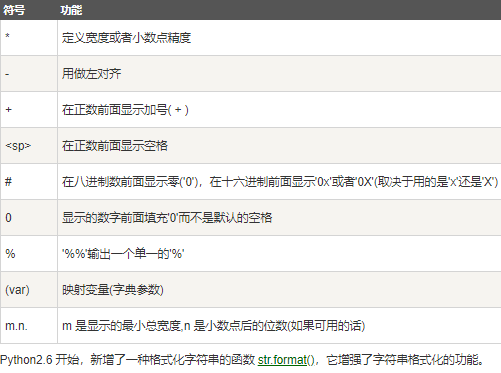 符号 功能
* 定义宽度或者小数点精度
- 用做左对齐
+ 在正数前面显示加号( + )
<sp> 在正数前面显示空格
# 在八进制数前面显示零('0')，在十六进制前面显示'0x'或者'0X'(取决于用的是'x'还是'X')
0 显示的数字前面填充'0'而不是默认的空格
% '%%'输出一个单一的'%'
(var) 映射变量(字典参数)
m.n. m 是显示的最小总宽度,n 是小数点后的位数(如果可用的话)
Python2.6 开始，新增了一种格式化字符串的函数 str.format()，它增强了字符串格式化的功能。